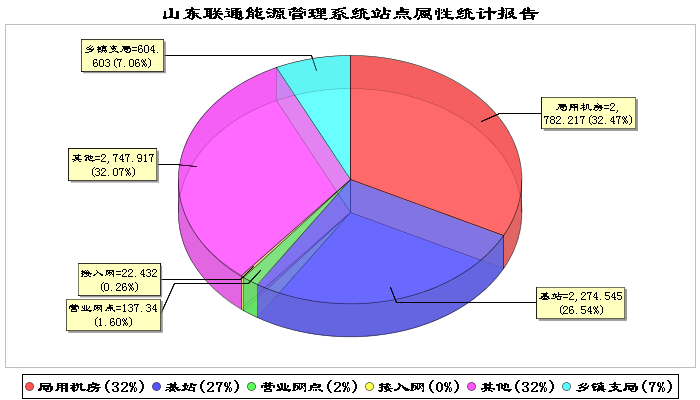 山东联通能源管理系统站点属性统计报告
乡镇支局=604.
603(7.06%)
局用机房=2,
782.217(32.47%)
其他=2,747.917
(32.07%)
接入网=22.432
(0.26%)
营业网点=137.34
(1.60%)
基站=2,274.545
(26.54%)
局用机房(32%) 基站(27%) 营业网点(2%) 接入网(0%) 其他(32%) 乡镇支局(7%)